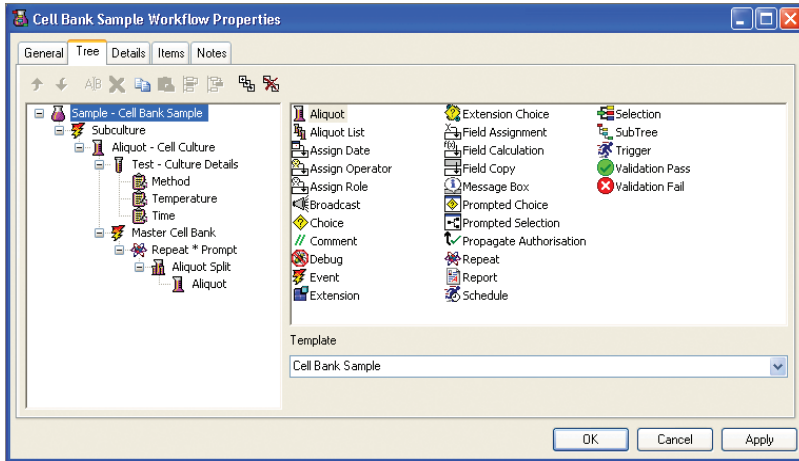 Cell Bank Sample Workflow Properties
General Tree Details Items Notes
Sample - Cell Bank Sample
Subculture
Aliquot - Cell Culture
Test - Culture Details
Method
Temperature
Time
Master Cell Bank
Repeat * Prompt
Aliquot Split
Aliquot
Aliquot
Aliquot List
Assign Date
Assign Operator
Assign Role
Broadcast
Choice
Comment
Debug
Event
Extension
Extension Choice
Field Assignment
Field Calculation
Field Copy
Message Box
Prompted Choice
Prompted Selection
Propagate Authorisation
Repeat
Report
Schedule
Selection
SubTree
Trigger
Validation Pass
Validation Fail
Template
Cell Bank Sample
OK Cancel Apply